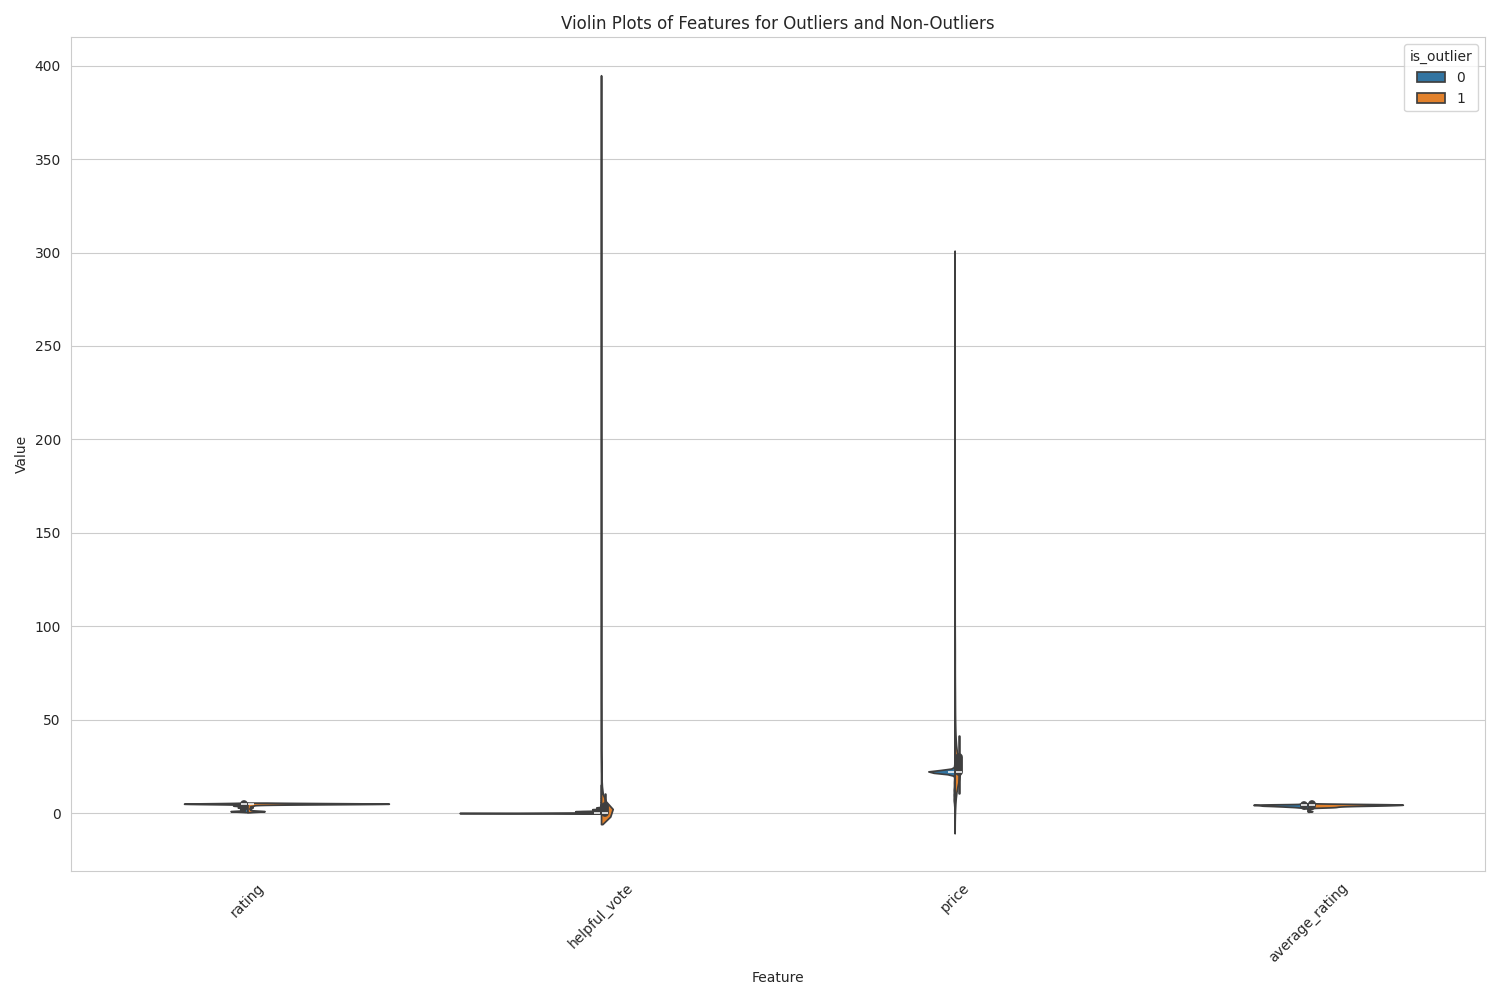 Violin Plots of Features for Outliers and Non-Outliers
is_outlier
0
1
400
350
300
250
200
150
100
50
0
Value
rating
helpful_vote
price
average_rating
Feature